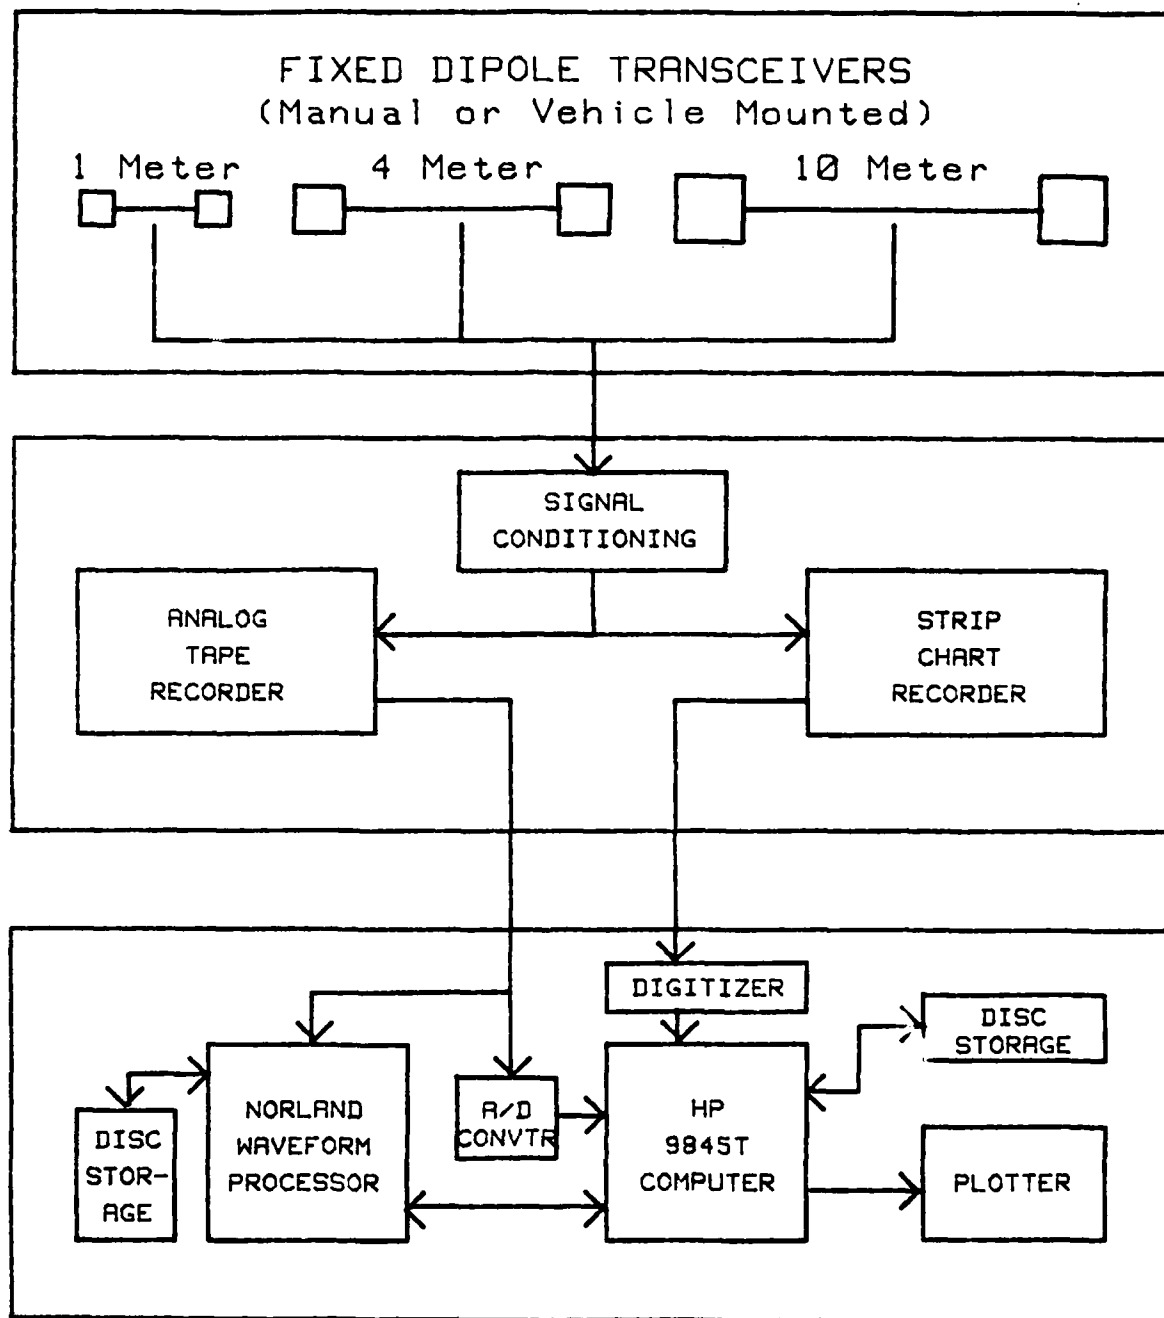 FIXED DIPOLE TRANSCEIVERS
(Manual or Vehicle Mounted)
1 Meter
4 Meter
10 Meter
SIGNAL
CONDITIONING
ANALOG
TAPE
RECORDER
STRIP
CHART
RECORDER
DIGITIZER
DISC
STORAGE
NORLAND
WAVEFORM
PROCESSOR
A/D
CONVTR
HP
9845T
COMPUTER
DISC
STOR-
AGE
PLOTTER